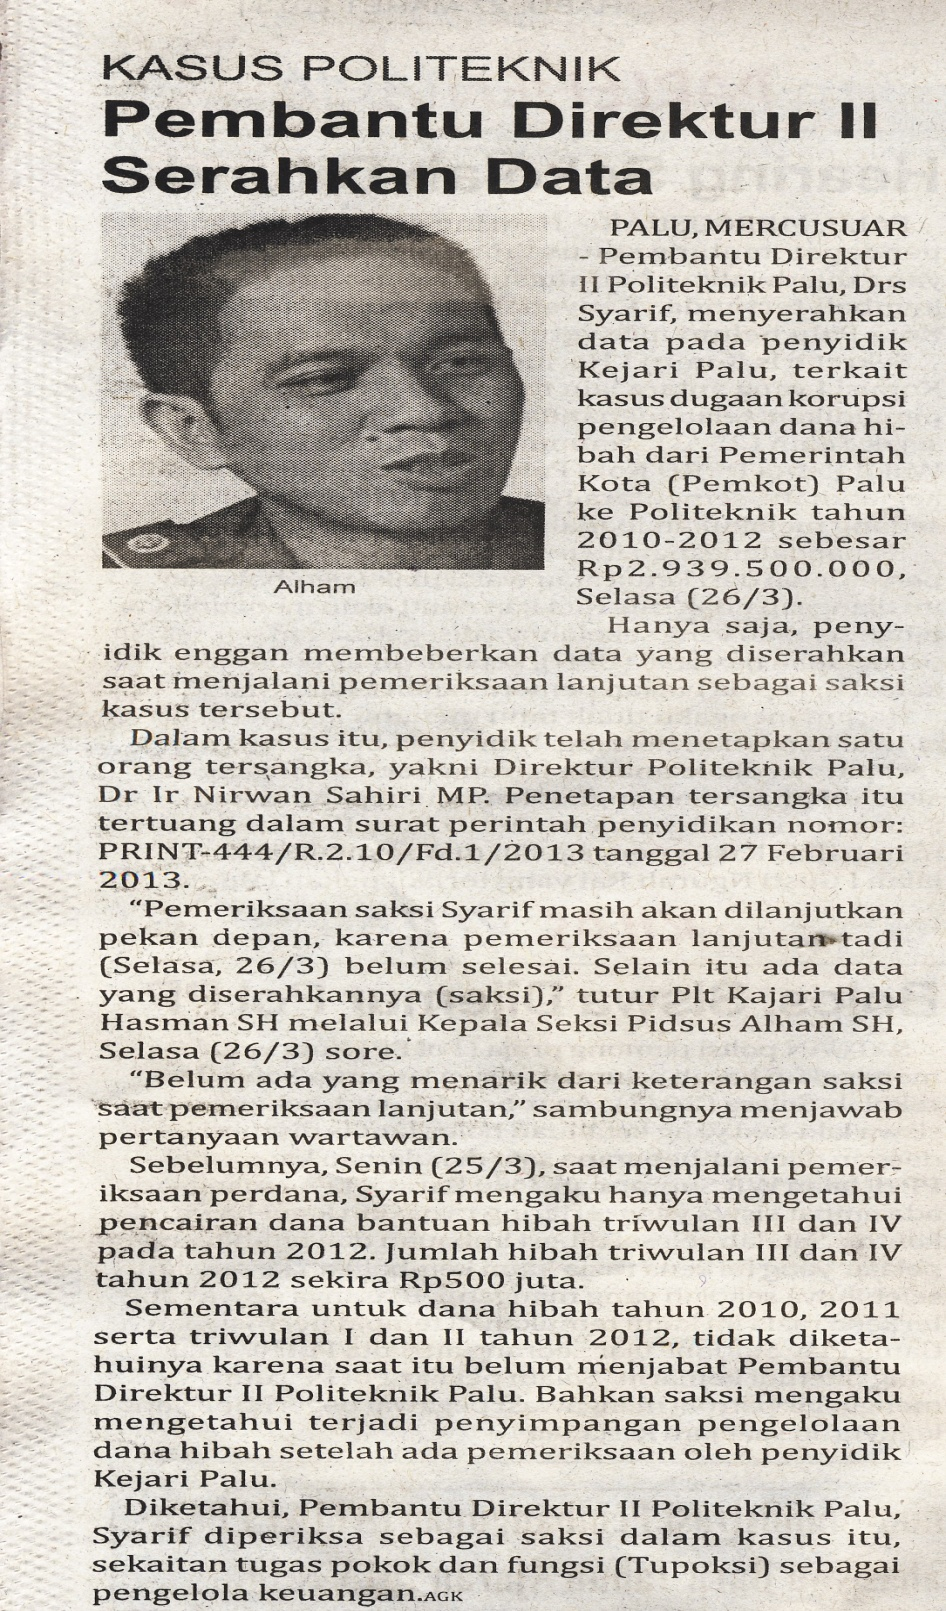 KASUS POLITEKNIK
Pembantu Direktur II
Serahkan Data
Alham
PALU, MERCUSUAR
- Pembantu Direktur
II Politeknik Palu, Drs
Syarif, menyerahkan
data pada penyidik
Kejari Palu, terkait
kasus dugaan korupsi
pengelolaan dana hi-
bah dari Pemerintah
Kota (Pemkot) Palu
ke Politeknik tahun
2010-2012 sebesar
Rp2.939.500.000,
Selasa (26/3).
Hanya saja, peny-
idik enggan membeberkan data yang diserahkan
saat menjalani pemeriksaan lanjutan sebagai saksi
kasus tersebut.
Dalam kasus itu, penyidik telah menetapkan satu
orang tersangka, yakni Direktur Politeknik Palu,
Dr Ir Nirwan Sahiri MP. Penetapan tersangka itu
tertuang dalam surat perintah penyidikan nomor:
PRINT-444/R.2.10/Fd.1/2013 tanggal 27 Februari
2013.
“Pemeriksaan saksi Syarif masih akan dilanjutkan
pekan depan, karena pemeriksaan lanjutan tadi
(Selasa, 26/3) belum selesai. Selain itu ada data
yang diserahkannya (saksi),” tutur Plt Kajari Palu
Hasman SH melalui Kepala Seksi Pidsus Alham SH,
Selasa (26/3) sore.
“Belum ada yang menarik dari keterangan saksi
saat pemeriksaan lanjutan,” sambungnya menjawab
pertanyaan wartawan.
Sebelumnya, Senin (25/3), saat menjalani pemer-
iksaan perdana, Syarif mengaku hanya mengetahui
pencairan dana bantuan hibah triwulan III dan IV
pada tahun 2012. Jumlah hibah triwulan III dan IV
tahun 2012 sekira Rp500 juta.
Sementara untuk dana hibah tahun 2010, 2011
serta triwulan I dan II tahun 2012, tidak diketa-
huinya karena saat itu belum menjabat Pembantu
Direktur II Politeknik Palu. Bahkan saksi mengaku
mengetahui terjadi penyimpangan pengelolaan
dana hibah setelah ada pemeriksaan oleh penyidik
Kejari Palu.
Diketahui, Pembantu Direktur II Politeknik Palu,
Syarif diperiksa sebagai saksi dalam kasus itu,
sekaitan tugas pokok dan fungsi (Tupoksi) sebagai
pengelola keuangan.AGK